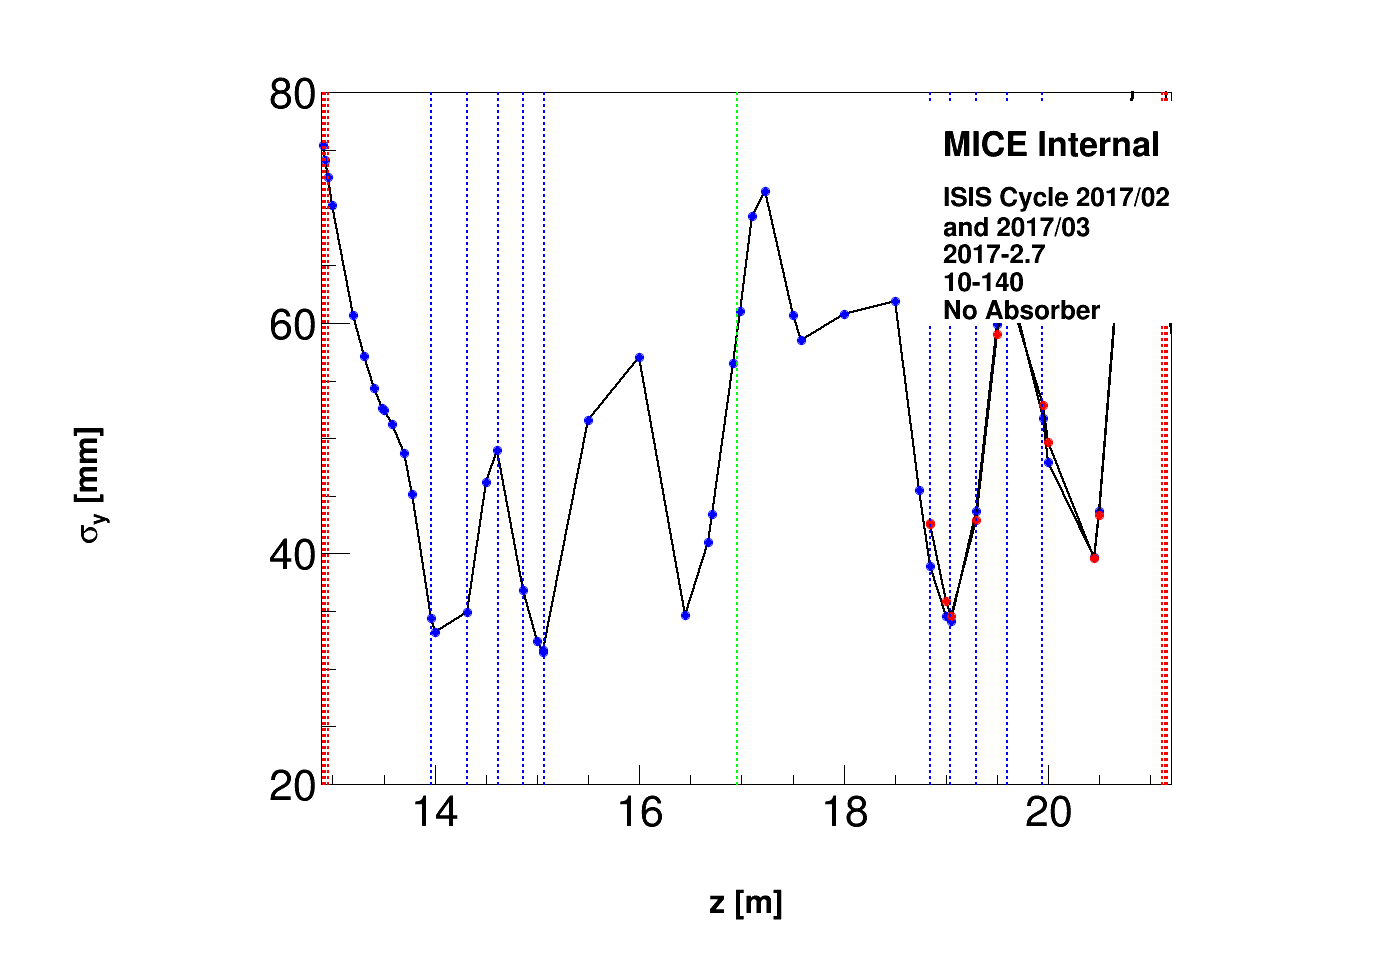 80
60
40
20
σy [mm]
MICE Internal
ISIS Cycle 2017/02
and 2017/03
2017-2.7
10-140
No Absorber
14 16 18 20
z [m]